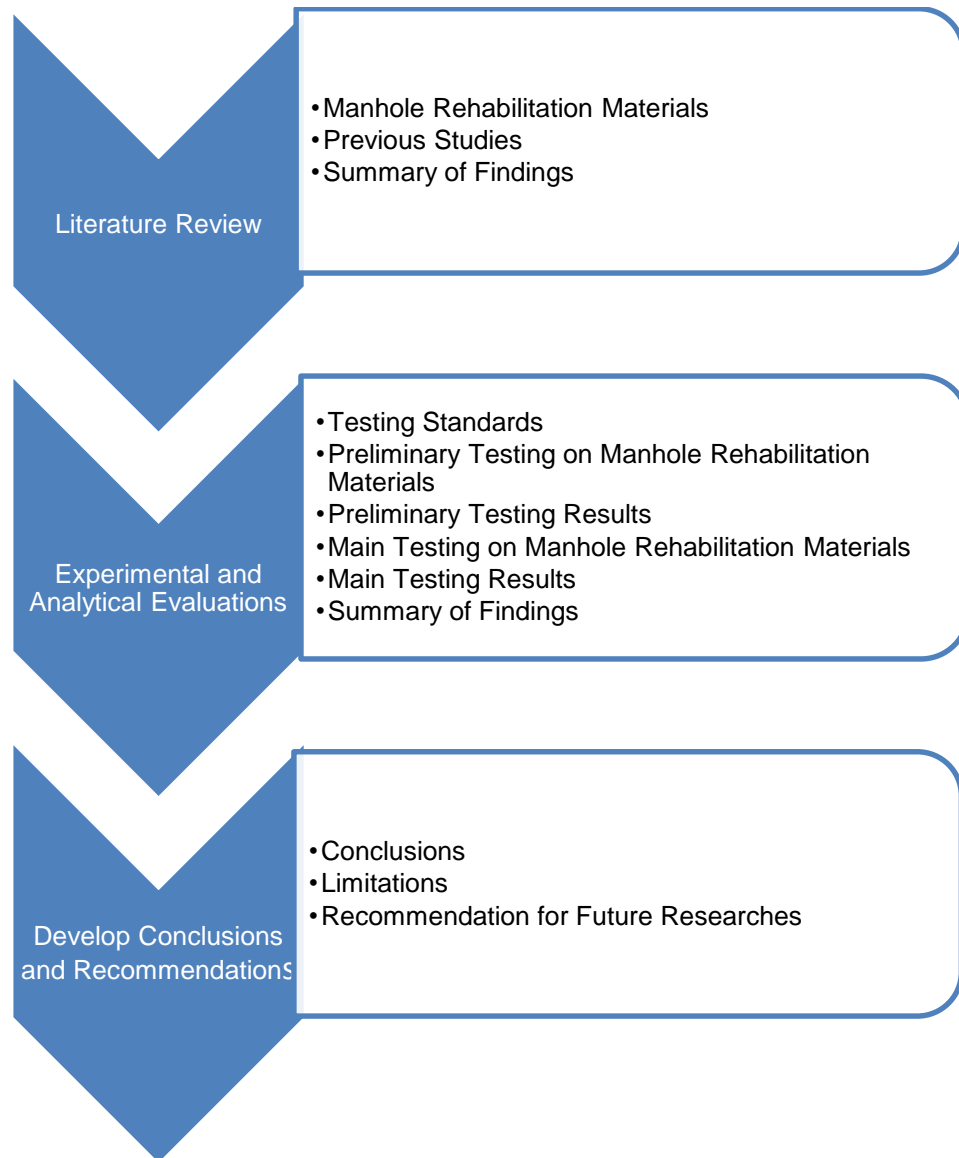 Literature Review
•Manhole Rehabilitation Materials
•Previous Studies
•Summary of Findings
Experimental and
Analytical Evaluations
•Testing Standards
•Preliminary Testing on Manhole Rehabilitation
Materials
•Preliminary Testing Results
•Main Testing on Manhole Rehabilitation Materials
•Main Testing Results
•Summary of Findings
Develop Conclusions
and Recommendations
•Conclusions
•Limitations
•Recommendation for Future Researches